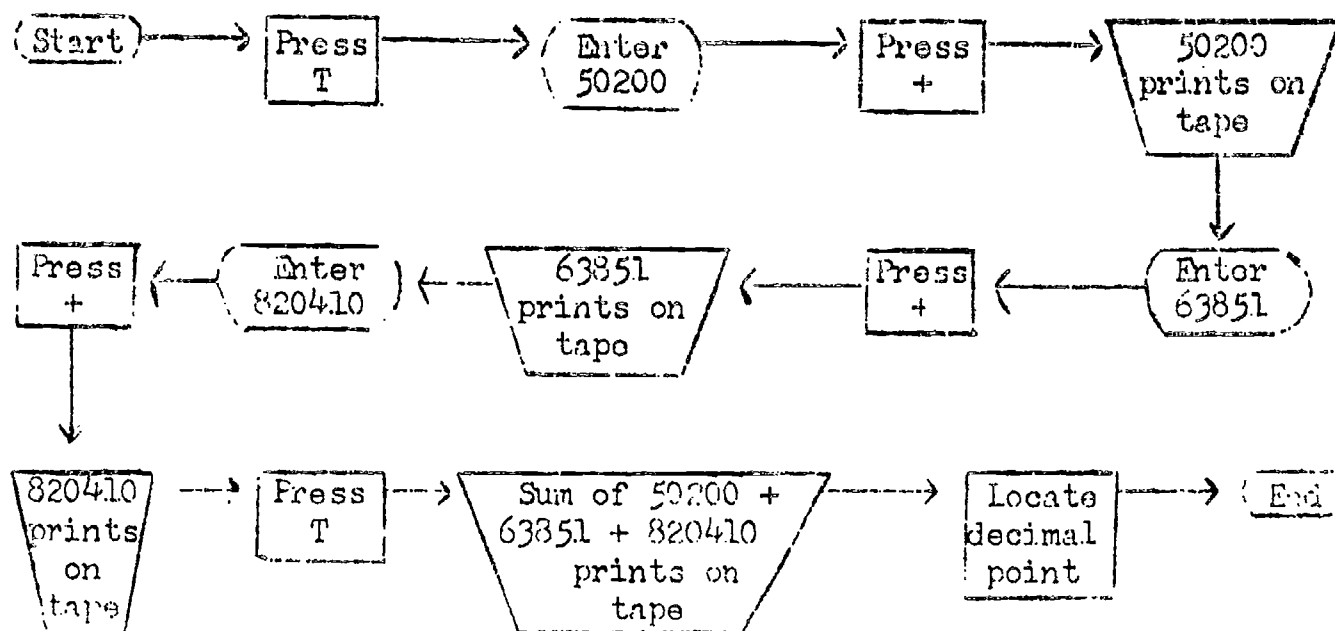 Start
Press
T
Enter
50200
Press
+
50200
prints on
tape
Enter
63851
Press
+
63851
prints on
tape
Enter
820410
Press
+
820410
prints
on
tape
Press
T
Sum of 50200 +
63851 + 820410
prints on
tape
Locate
decimal
point
End